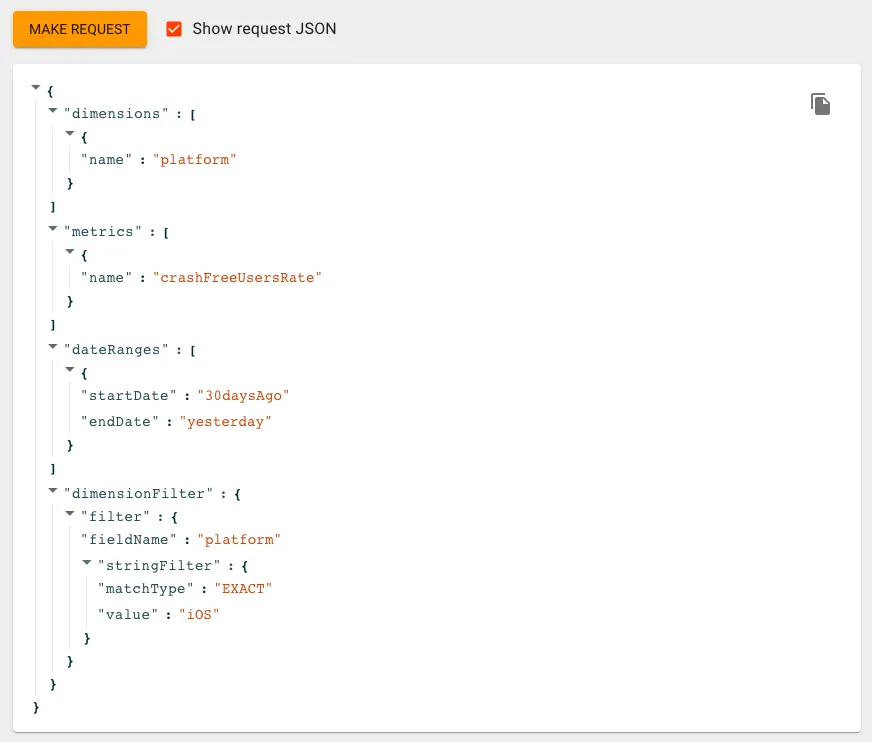 MAKE REQUEST Show request JSON
{
"dimensions" : [
{
"name" : "platform"
}
]
"metrics" : [
{
"name" : "crashFreeUsersRate"
}
]
"dateRanges" : [
{
"startDate" : "30daysAgo"
"endDate" : "yesterday"
}
]
"dimensionFilter" : {
"filter" : {
"fieldName" : "platform"
"stringFilter" : {
"matchType" : "EXACT"
"value" : "iOS"
}
}
}
}